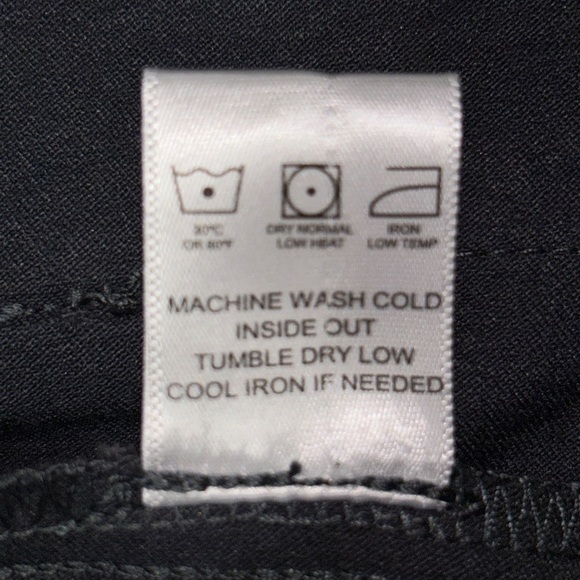 30°C
OR 80°F
DRY NORMAL
LOW HEAT
IRON
LOW TEMP
MACHINE WASH COLD
INSIDE OUT
TUMBLE DRY LOW
COOL IRON IF NEEDED